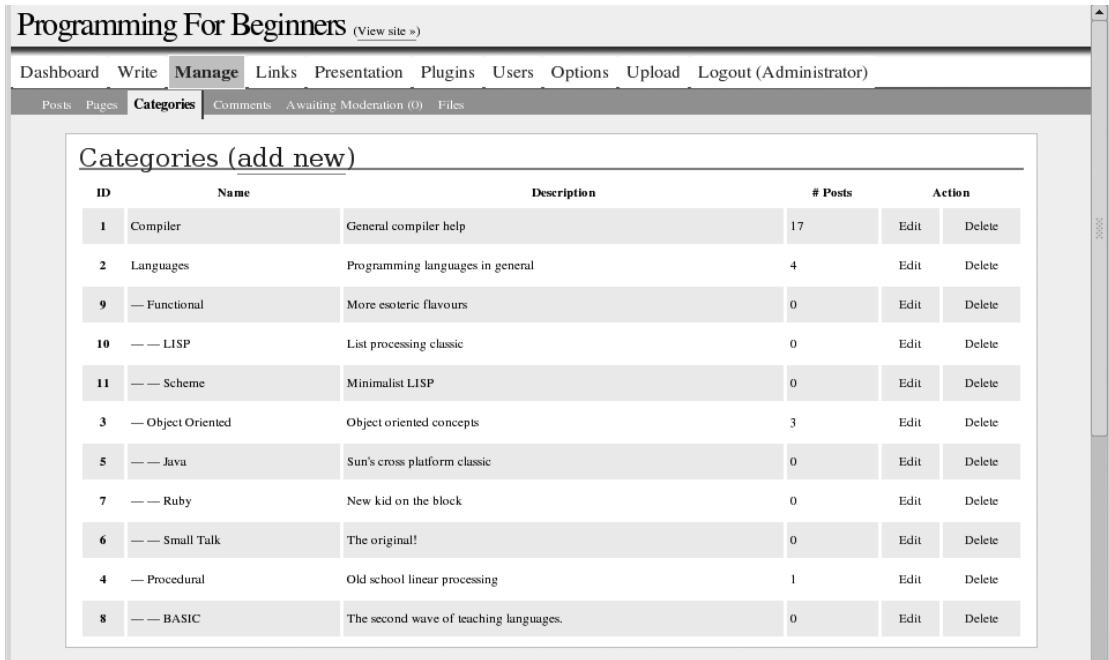 Programming For Beginners (View site »)
Dashboard Write Manage Links Presentation Plugins Users Options Upload Logout (Administrator)
Posts Pages Categories Comments Awaiting Moderation (0) Files
Categories (add new)
ID Name Description # Posts Action
1 Compiler General compiler help 17 Edit Delete
2 Languages Programming languages in general 4 Edit Delete
9 — Functional More esoteric flavours 0 Edit Delete
10 — — LISP List processing classic 0 Edit Delete
11 — — Scheme Minimalist LISP 0 Edit Delete
3 — Object Oriented Object oriented concepts 3 Edit Delete
5 — — Java Sun's cross platform classic 0 Edit Delete
7 — — Ruby New kid on the block 0 Edit Delete
6 — — Small Talk The original! 0 Edit Delete
4 — Procedural Old school linear processing 1 Edit Delete
8 — — BASIC The second wave of teaching languages. 0 Edit Delete